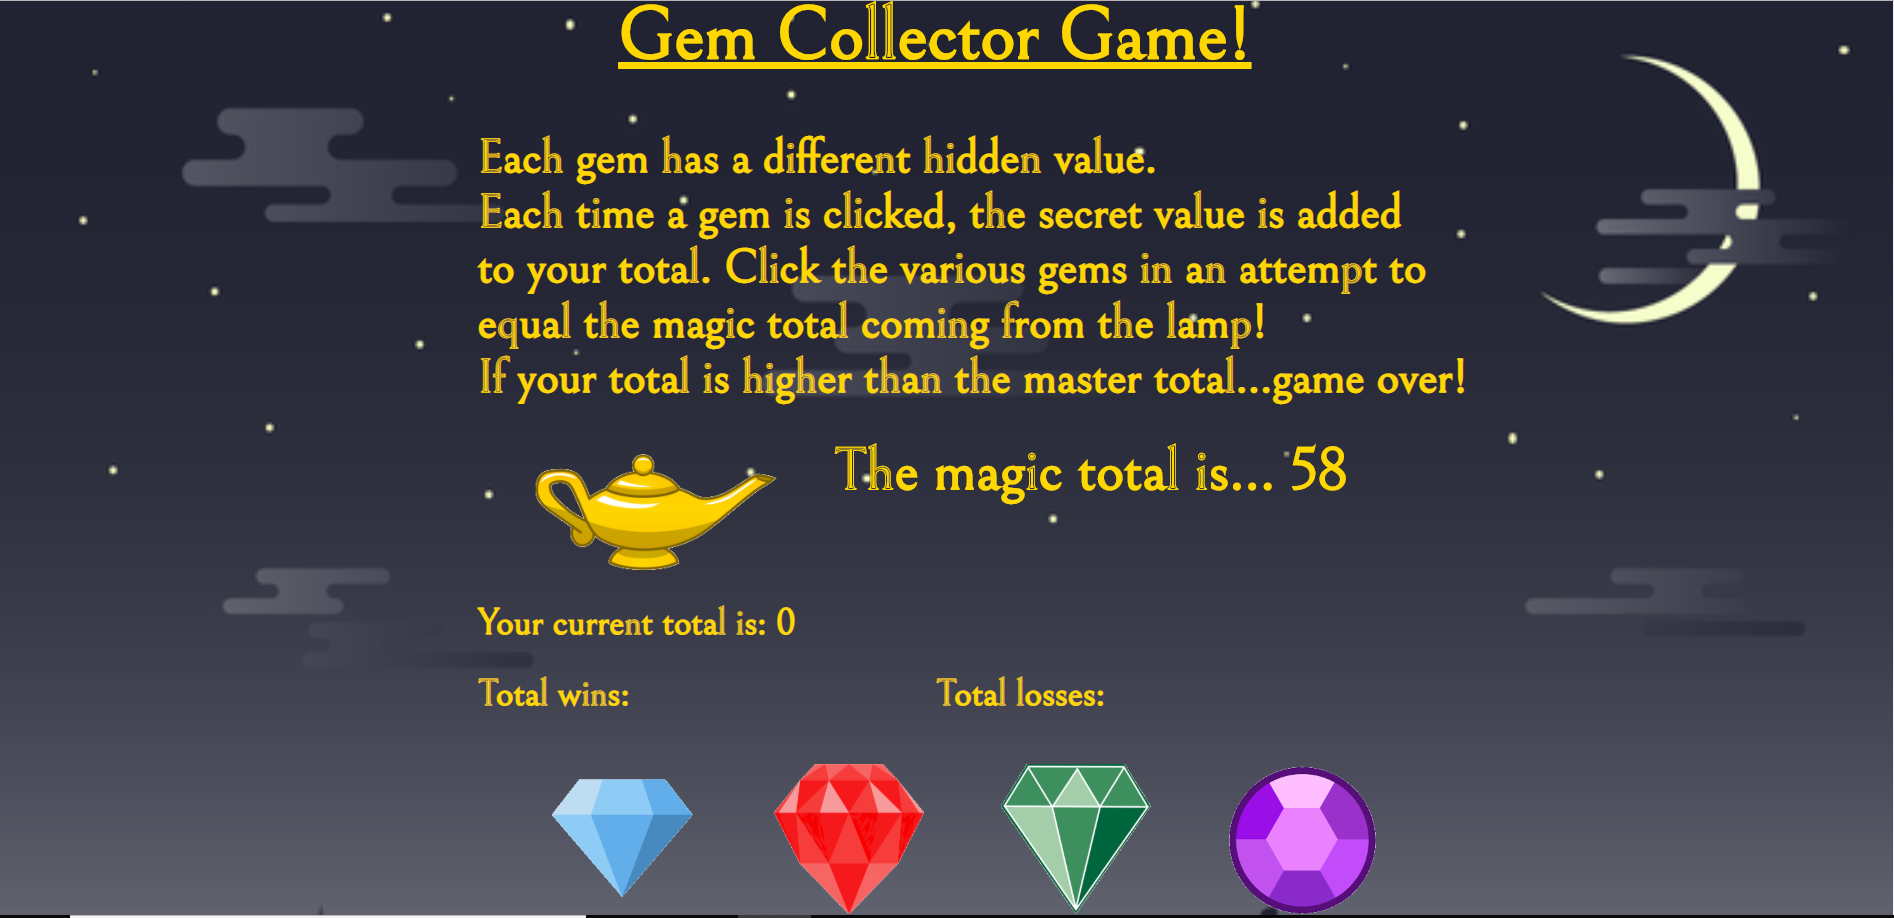 Gem Collector Game!
Each gem has a different hidden value.
Each time a gem is clicked, the secret value is added
to your total. Click the various gems in an attempt to
equal the magic total coming from the lamp!
If your total is higher than the master total...game over!
The magic total is... 58
Your current total is: 0
Total wins:
Total losses: